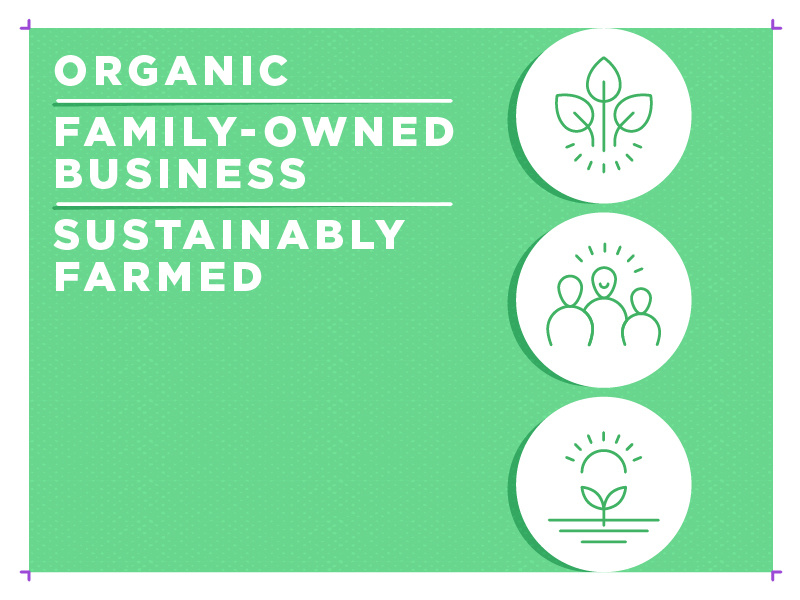 ORGANIC
FAMILY-OWNED
BUSINESS
SUSTAINABLY
FARMED